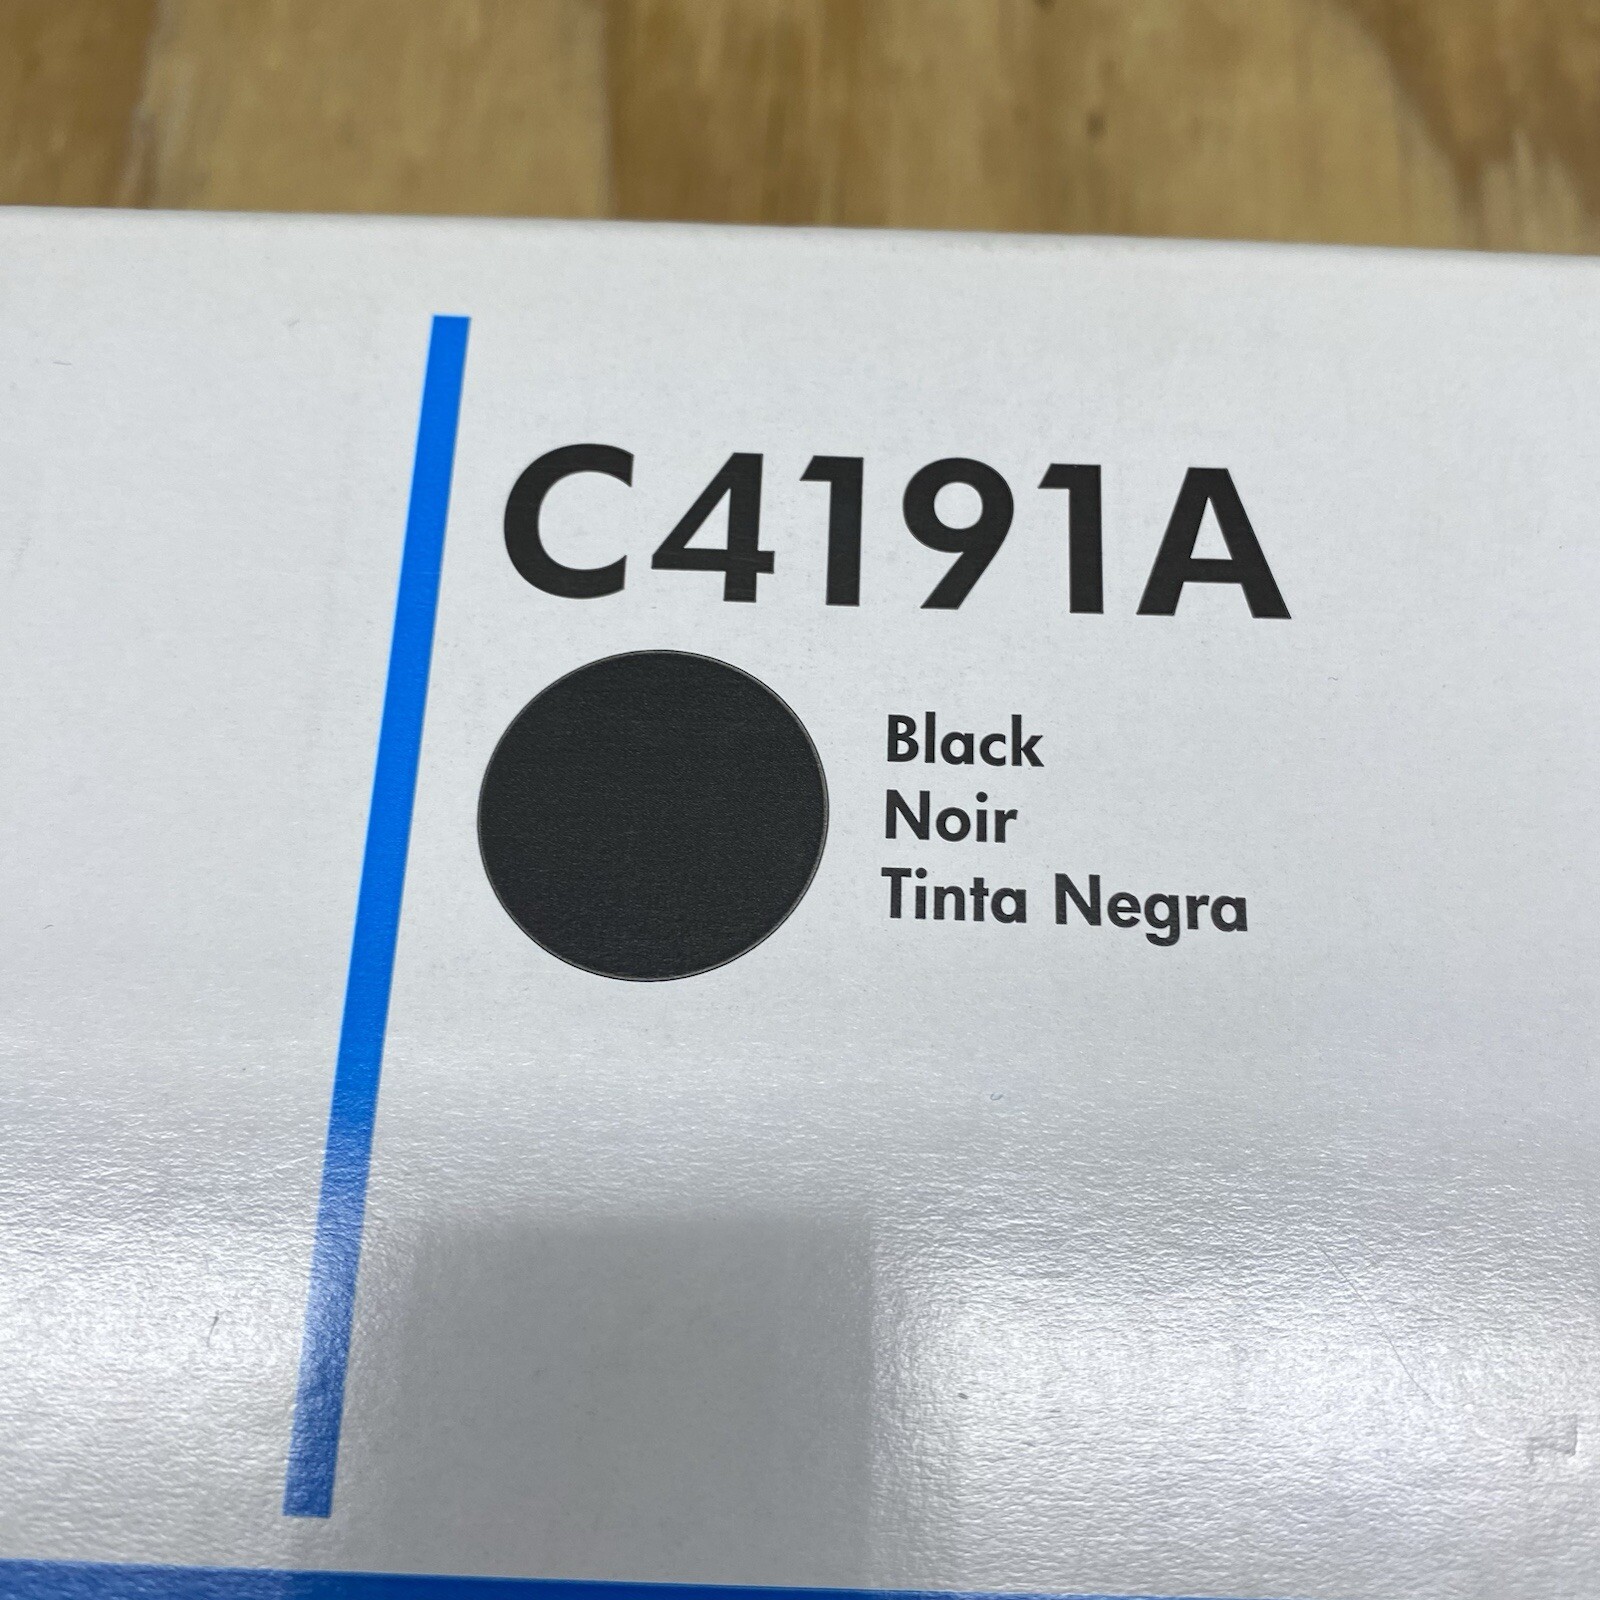 C4191A
Black
Noir
Tinta Negra